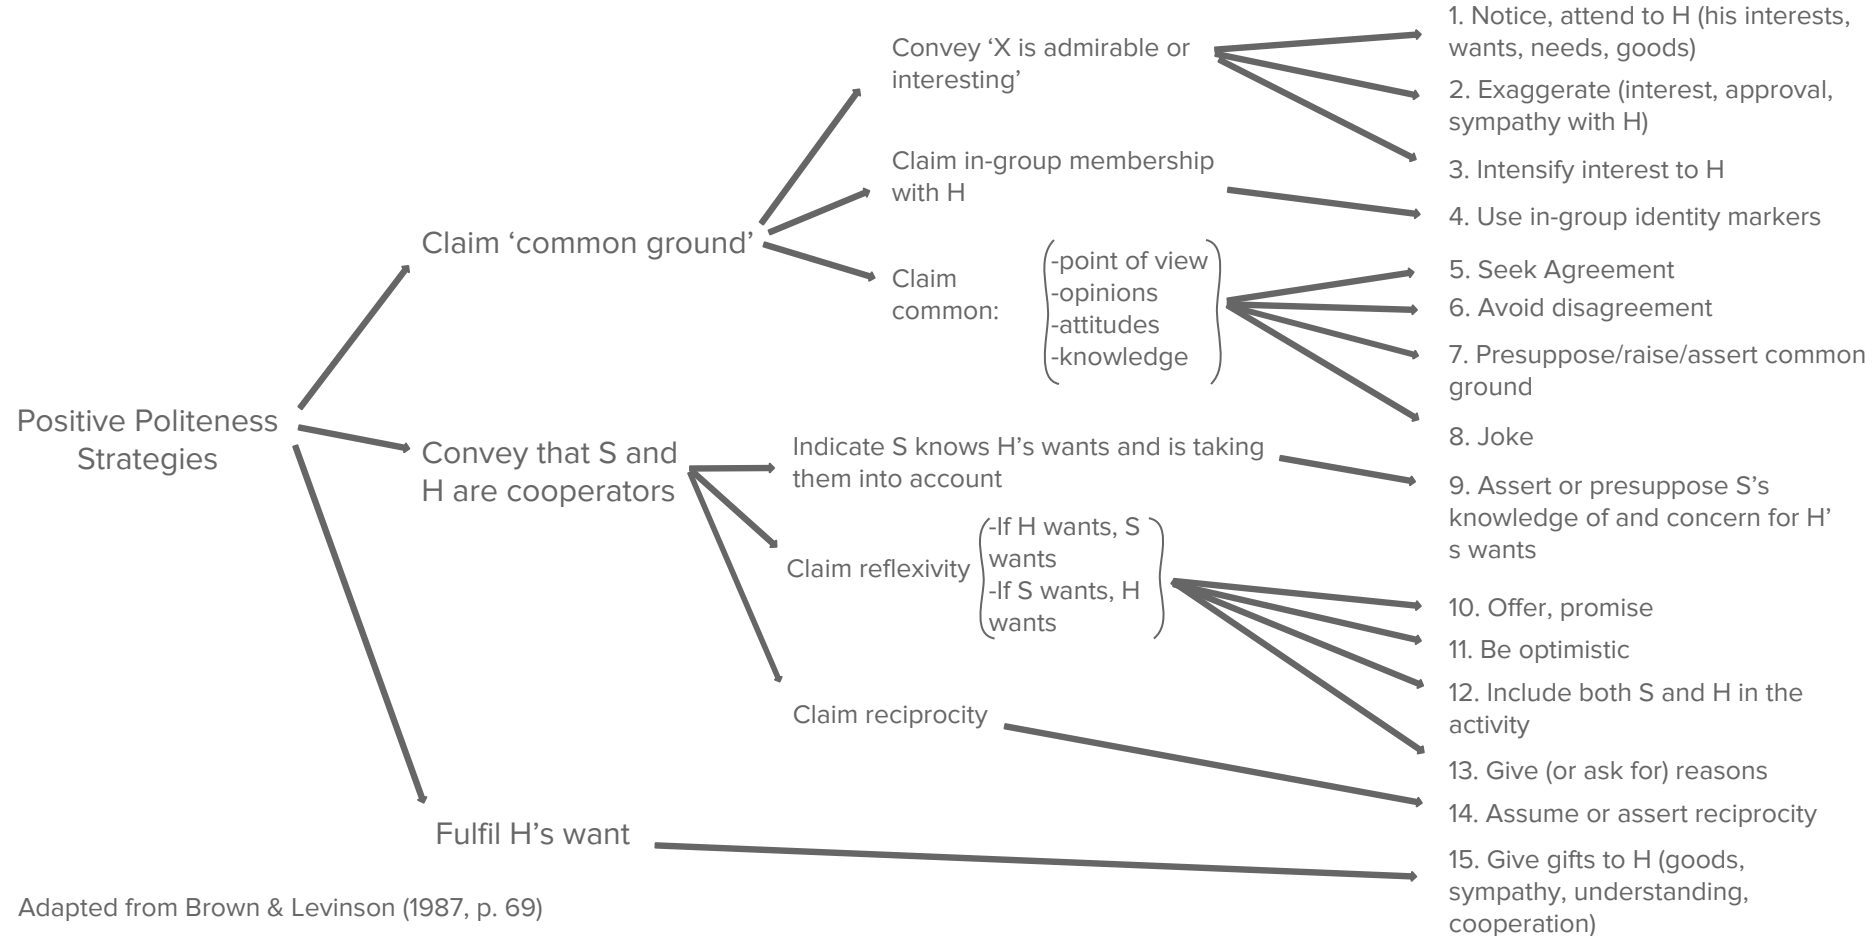 Positive Politeness
Strategies
Claim ‘common ground’
Convey ‘X is admirable or
interesting’
1. Notice, attend to H (his interests,
wants, needs, goods)
2. Exaggerate (interest, approval,
sympathy with H)
3. Intensify interest to H
Claim in-group membership
with H
4. Use in-group identity markers
Claim
common:
-point of view
-opinions
-attitudes
-knowledge
5. Seek Agreement
6. Avoid disagreement
7. Presuppose/raise/assert common
ground
8. Joke
Convey that S and
H are cooperators
Indicate S knows H’s wants and is taking
them into account
9. Assert or presuppose S’s
knowledge of and concern for H’
s wants
Claim reflexivity
-If H wants, S
wants
-If S wants, H
wants
10. Offer, promise
11. Be optimistic
12. Include both S and H in the
activity
13. Give (or ask for) reasons
Claim reciprocity
14. Assume or assert reciprocity
Fulfil H’s want
15. Give gifts to H (goods,
sympathy, understanding,
cooperation)
Adapted from Brown & Levinson (1987, p. 69)